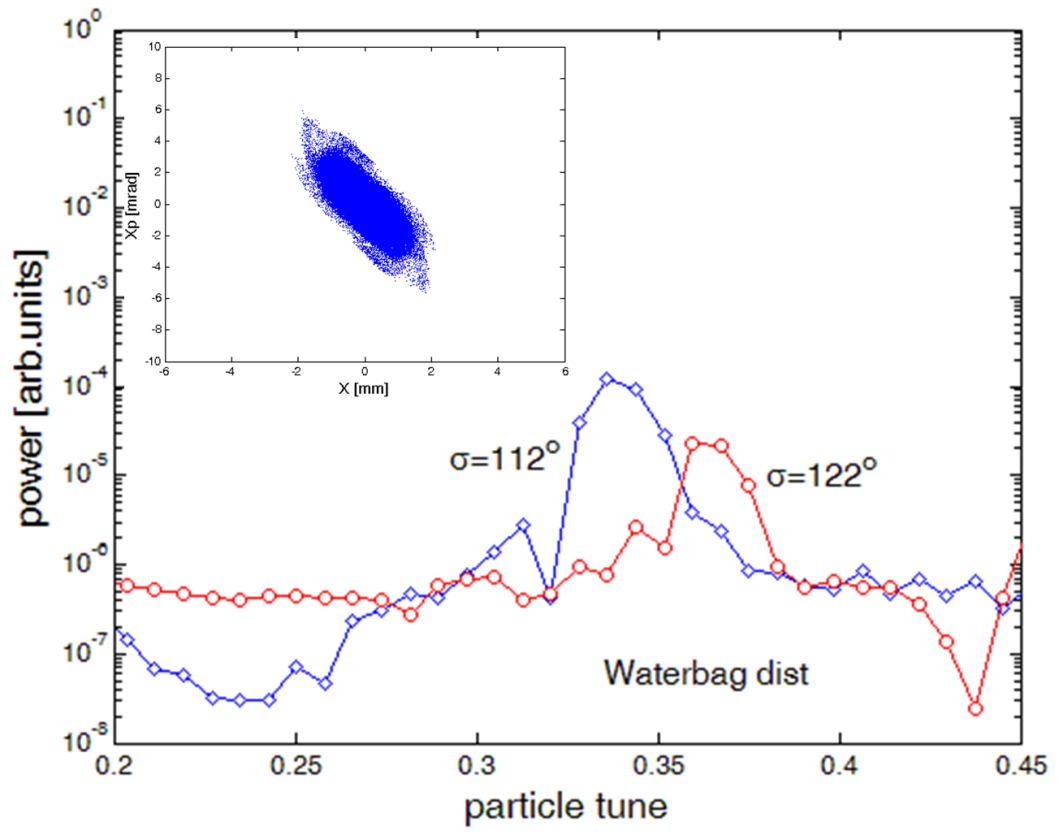 10⁰
10⁻¹
10⁻²
10⁻³
10⁻⁴
10⁻⁵
10⁻⁶
10⁻⁷
10⁻⁸
power [arb.units]
10
8
6
4
2
0
-2
-4
-6
-8
-10
Xp [mrad]
-6 -4 -2 0 2 4 6
X [mm]
σ=112°
σ=122°
Waterbag dist
0.2 0.25 0.3 0.35 0.4 0.45
particle tune